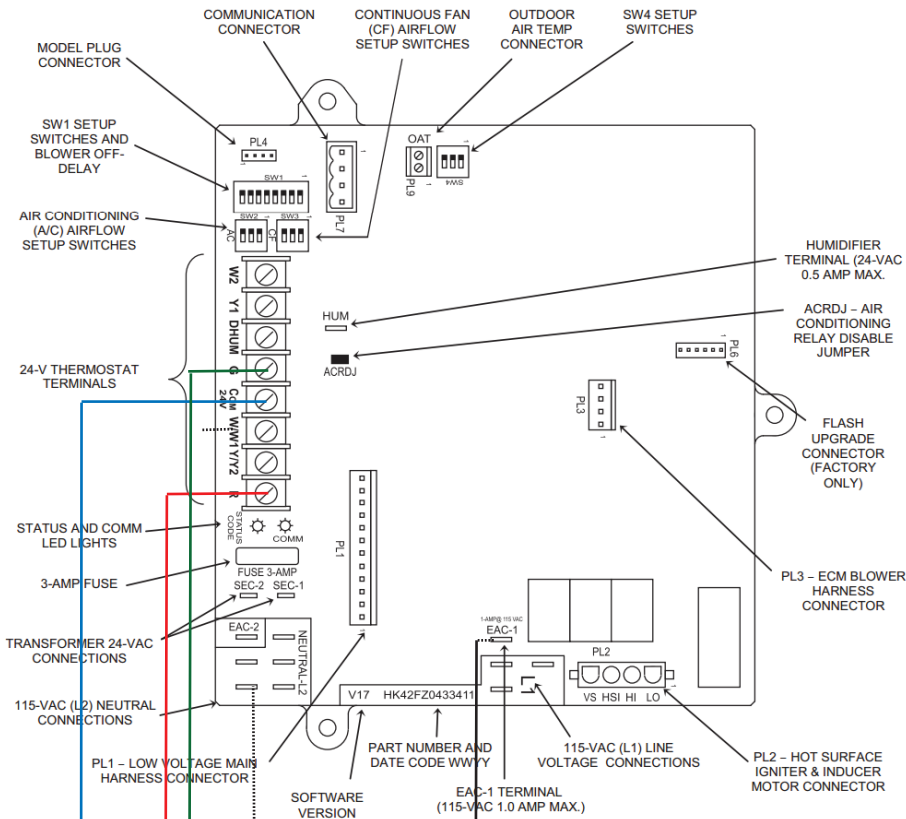 COMMUNICATION
CONNECTOR
CONTINUOUS FAN
(CF) AIRFLOW
SETUP SWITCHES
OUTDOOR
AIR TEMP
CONNECTOR
SW4 SETUP
SWITCHES
MODEL PLUG
CONNECTOR
SW1 SETUP
SWITCHES AND
BLOWER OFF-
DELAY
AIR CONDITIONING
(A/C) AIRFLOW
SETUP SWITCHES
PL4
SW1
SW2
SW3
AC
CF
PL7
OAT
PL9
SW4
W2
Y1
DHUM
G
COM
24V
W/W1
Y/Y2
R
24-V THERMOSTAT
TERMINALS
HUM
ACRDJ
HUMIDIFIER
TERMINAL (24-VAC
0.5 AMP MAX.
ACRDJ – AIR
CONDITIONING
RELAY DISABLE
JUMPER
PL6
PL3
FLASH
UPGRADE
CONNECTOR
(FACTORY
ONLY)
STATUS AND COMM
LED LIGHTS
STATUS
CODE
COMM
3-AMP FUSE
FUSE 3-AMP
SEC-2
SEC-1
PL1
PL3 – ECM BLOWER
HARNESS
CONNECTOR
TRANSFORMER 24-VAC
CONNECTIONS
EAC-2
NEUTRAL-L2
1-AMP@ 115 VAC
EAC-1
PL2
L1
VS
HSI
HI
LO
115-VAC (L2) NEUTRAL
CONNECTIONS
V17
HK42FZ0433411
PL1 – LOW VOLTAGE MAIN
HARNESS CONNECTOR
SOFTWARE
VERSION
PART NUMBER AND
DATE CODE WWYY
EAC-1 TERMINAL
(115-VAC 1.0 AMP MAX.)
115-VAC (L1) LINE
VOLTAGE CONNECTIONS
PL2 – HOT SURFACE
IGNITER & INDUCER
MOTOR CONNECTOR